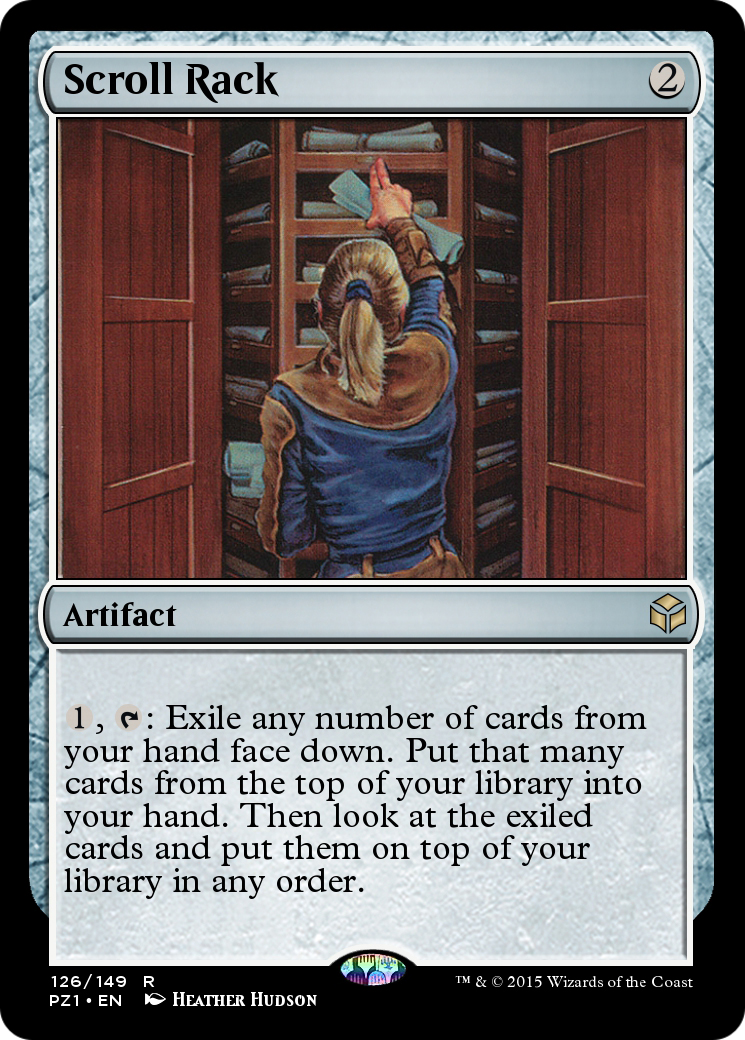 Scroll Rack 2
Artifact
1, : Exile any number of cards from
your hand face down. Put that many
cards from the top of your library into
your hand. Then look at the exiled
cards and put them on top of your
library in any order.
126/149 R
PZ1 • EN Heather Hudson
™ & © 2015 Wizards of the Coast